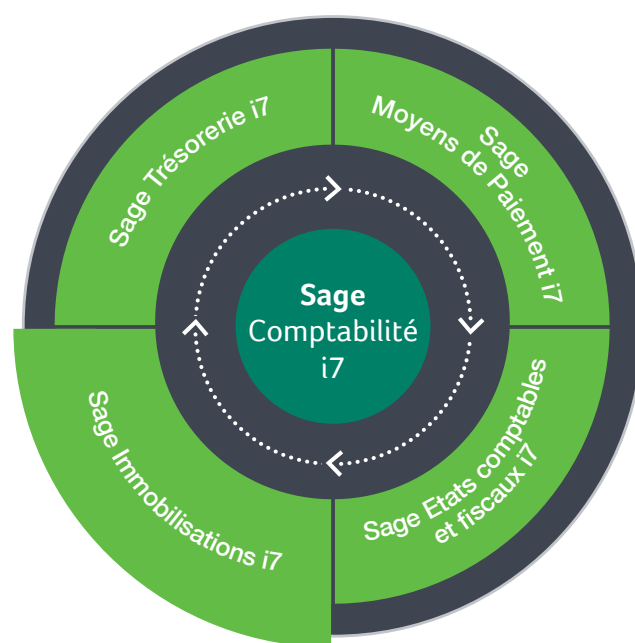 Sage Trésorerie i7
Sage
Moyens de Paiement i7
Sage
Comptabilité
i7
Sage Immobilisations i7
Sage Etats comptables
et fiscaux i7